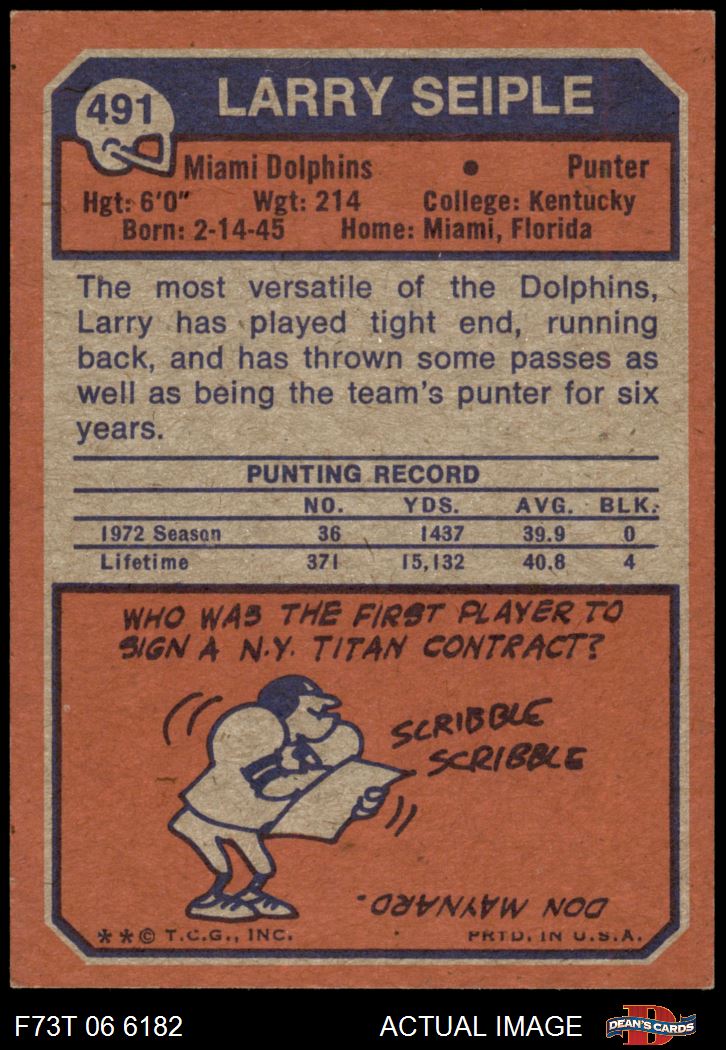 491
LARRY SEIPLE
Miami Dolphins • Punter
Hgt: 6'0" Wgt: 214 College: Kentucky
Born: 2-14-45 Home: Miami, Florida
The most versatile of the Dolphins,
Larry has played tight end, running
back, and has thrown some passes as
well as being the team's punter for six
years.
PUNTING RECORD
NO. YDS. AVG. BLK.
1972 Season 36 1437 39.9 0
Lifetime 371 15,132 40.8 4
WHO WAS THE FIRST PLAYER TO
SIGN A N.Y. TITAN CONTRACT?
SCRIBBLE
SCRIBBLE
DON MAYNARD.
**© T.C.G., INC. PRTD. IN U.S.A.
F73T 06 6182 ACTUAL IMAGE
DEAN'S CARDS